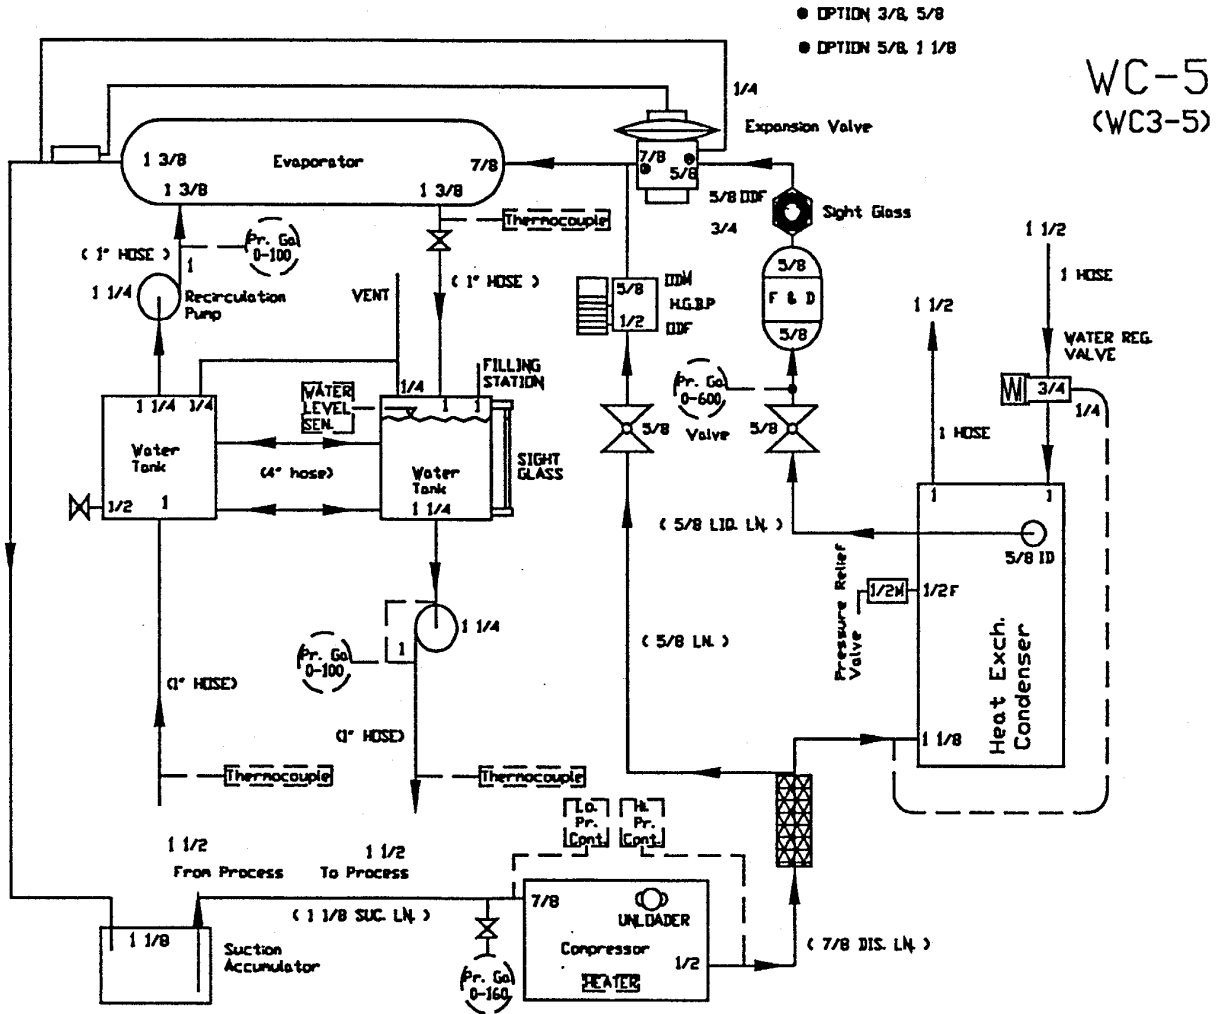 ● OPTION 3/8, 5/8
● OPTION 5/8, 1 1/8
WC-5
(WC3-5)
1/4
Expansion Valve
1 3/8
Evaporator
7/8
7/8
5/8
1 3/8
1 3/8
5/8 ODF
3/4
Sight Glass
Thermocouple
Pr. Ga
0-100
( 1" HOSE )
1
1 1/4
Recirculation
Pump
( 1" HOSE )
VENT
5/8
1/2
ODM
H.G.B.P
ODF
5/8
F & D
5/8
1 1/2
1 HOSE
1 1/2
WATER REG.
VALVE
W
3/4
1/4
FILLING
STATION
WATER
LEVEL
SEN.
1/4
1
1
Pr. Ga
0-600
Valve
5/8
5/8
1 HOSE
1 1/4
1/4
Water
Tank
1
1/2
(4" hose)
Water
Tank
1 1/4
SIGHT
GLASS
1
1
( 5/8 LIQ. LN. )
5/8 ID
Pressure Relief
Valve
1/2M
1/2F
Heat Exch.
Condenser
1 1/8
( 5/8 LN. )
1 1/4
1
Pr. Ga
0-100
(1" HOSE)
(1" HOSE)
Thermocouple
Thermocouple
Lo.
Pr.
Cont.
Hi.
Pr.
Cont.
1 1/2
From Process
1 1/2
To Process
( 1 1/8 SUC. LN. )
1 1/8
Suction
Accumulator
Pr. Ga
0-160
7/8
UNLOADER
Compressor
1/2
HEATER
( 7/8 DIS. LN. )